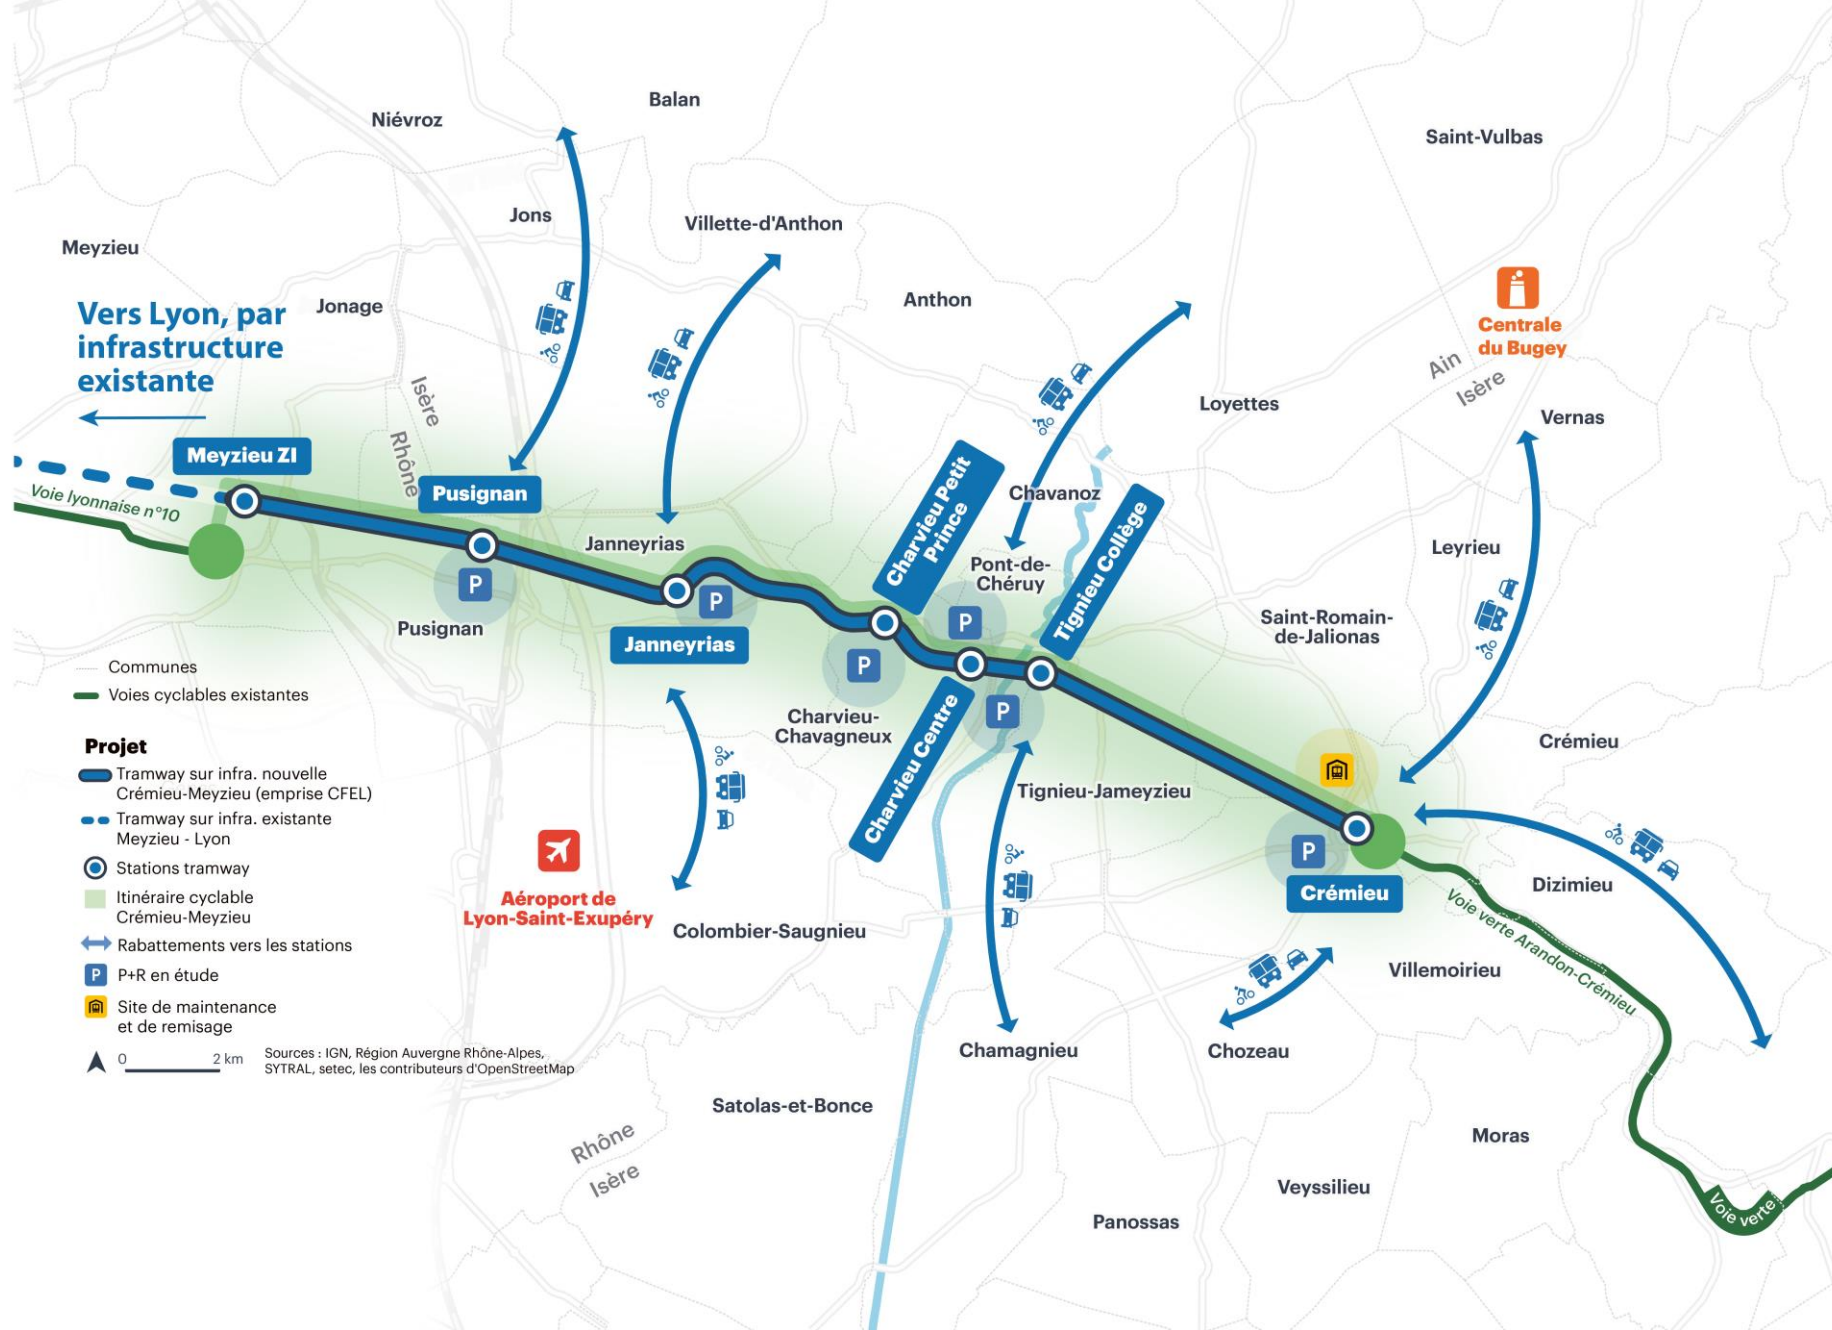 Balan
Niévroz
Saint-Vulbas
Jons
Villette-d'Anthon
Meyzieu
Anthon
Jonage
Vers Lyon, par
infrastructure
existante
Centrale
du Bugey
Ain
Isère
Isère
Rhône
Loyettes
Vernas
Meyzieu ZI
Pusignan
Voie lyonnaise n°10
Charvieu Petit
Prince
Chavanoz
Tignieu Collège
Janneyrias
Leyrieu
Pont-de-
Chéruy
P
P
P
Pusignan
Saint-Romain-
de-Jalionas
Janneyrias
P
P
Communes
Voies cyclables existantes
Charvieu-
Chavagneux
Charvieu Centre
Crémieu
Projet
Tramway sur infra. nouvelle
Crémieu-Meyzieu (emprise CFEL)
Tramway sur infra. existante
Meyzieu - Lyon
Stations tramway
Itinéraire cyclable
Crémieu-Meyzieu
Rabattements vers les stations
P P+R en étude
Site de maintenance
et de remisage
0 2 km
Sources : IGN, Région Auvergne Rhône-Alpes,
SYTRAL, setec, les contributeurs d'OpenStreetMap
Tignieu-Jameyzieu
P
Crémieu
Aéroport de
Lyon-Saint-Exupéry
Colombier-Saugnieu
Dizimieu
Voie verte Arandon-Crémieu
Villemoirieu
Chamagnieu
Chozeau
Satolas-et-Bonce
Rhône
Isère
Moras
Veyssilieu
Panossas
Voie verte